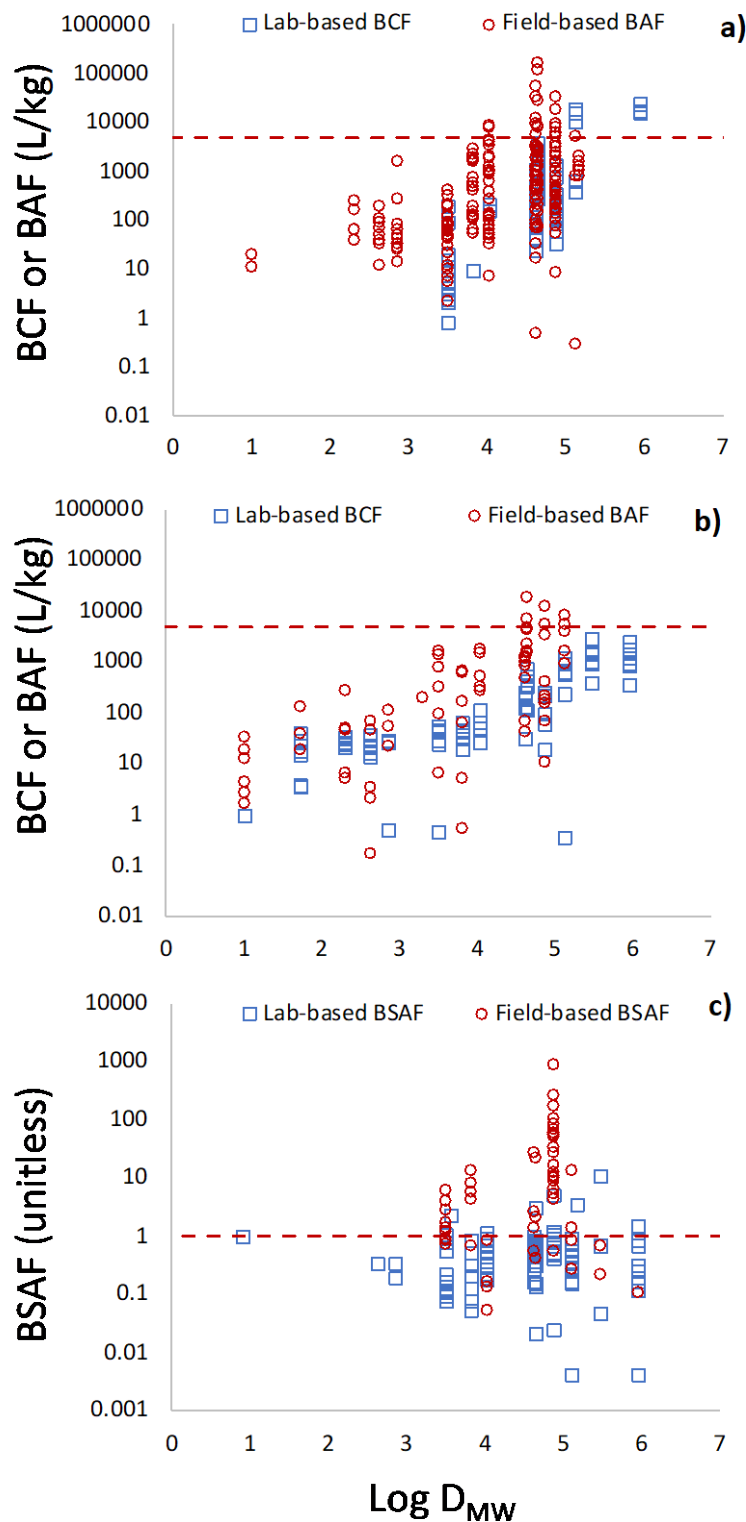 Lab-based BCF Field-based BAF a)
1000000
100000
10000
1000
100
10
1
0.1
0.01
BCF or BAF (L/kg)
0 1 2 3 4 5 6 7
Lab-based BCF Field-based BAF b)
1000000
100000
10000
1000
100
10
1
0.1
0.01
BCF or BAF (L/kg)
0 1 2 3 4 5 6 7
Lab-based BSAF Field-based BSAF c)
10000
1000
100
10
1
0.1
0.01
0.001
BSAF (unitless)
0 1 2 3 4 5 6 7
Log D_MW